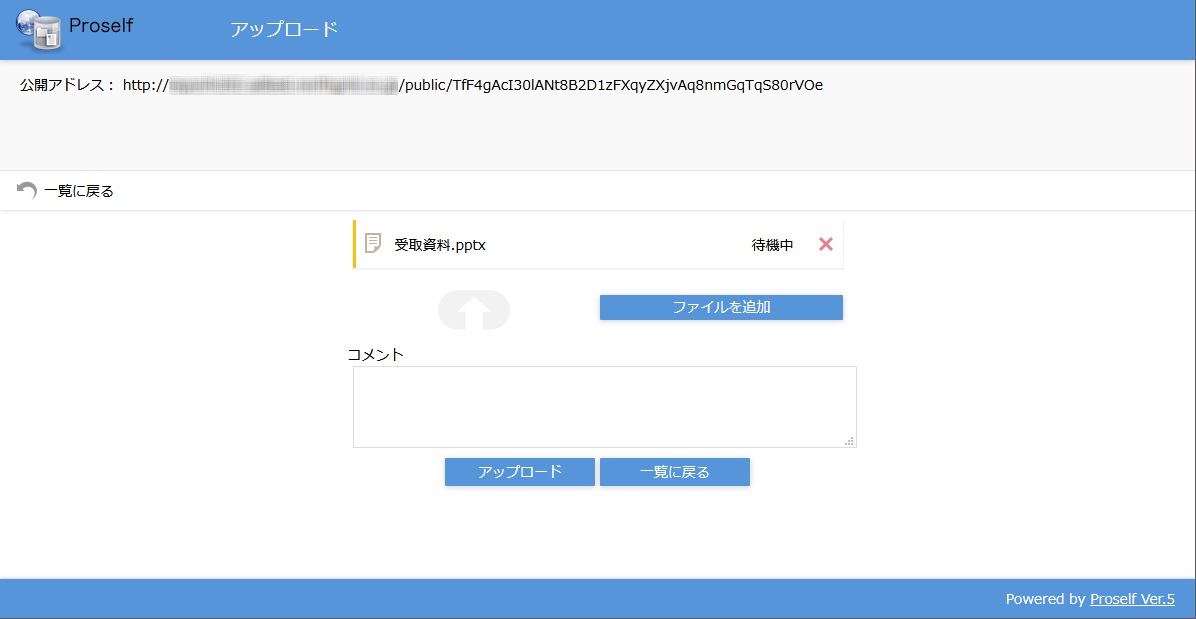 Proself
アップロード
公開アドレス： http:///public/TfF4gAcI30lANt8B2D1zFXqyZXjvAq8nmGqTqS80rVOe
一覧に戻る
受取資料.pptx 待機中
ファイルを追加
コメント
アップロード 一覧に戻る
Powered by Proself Ver.5